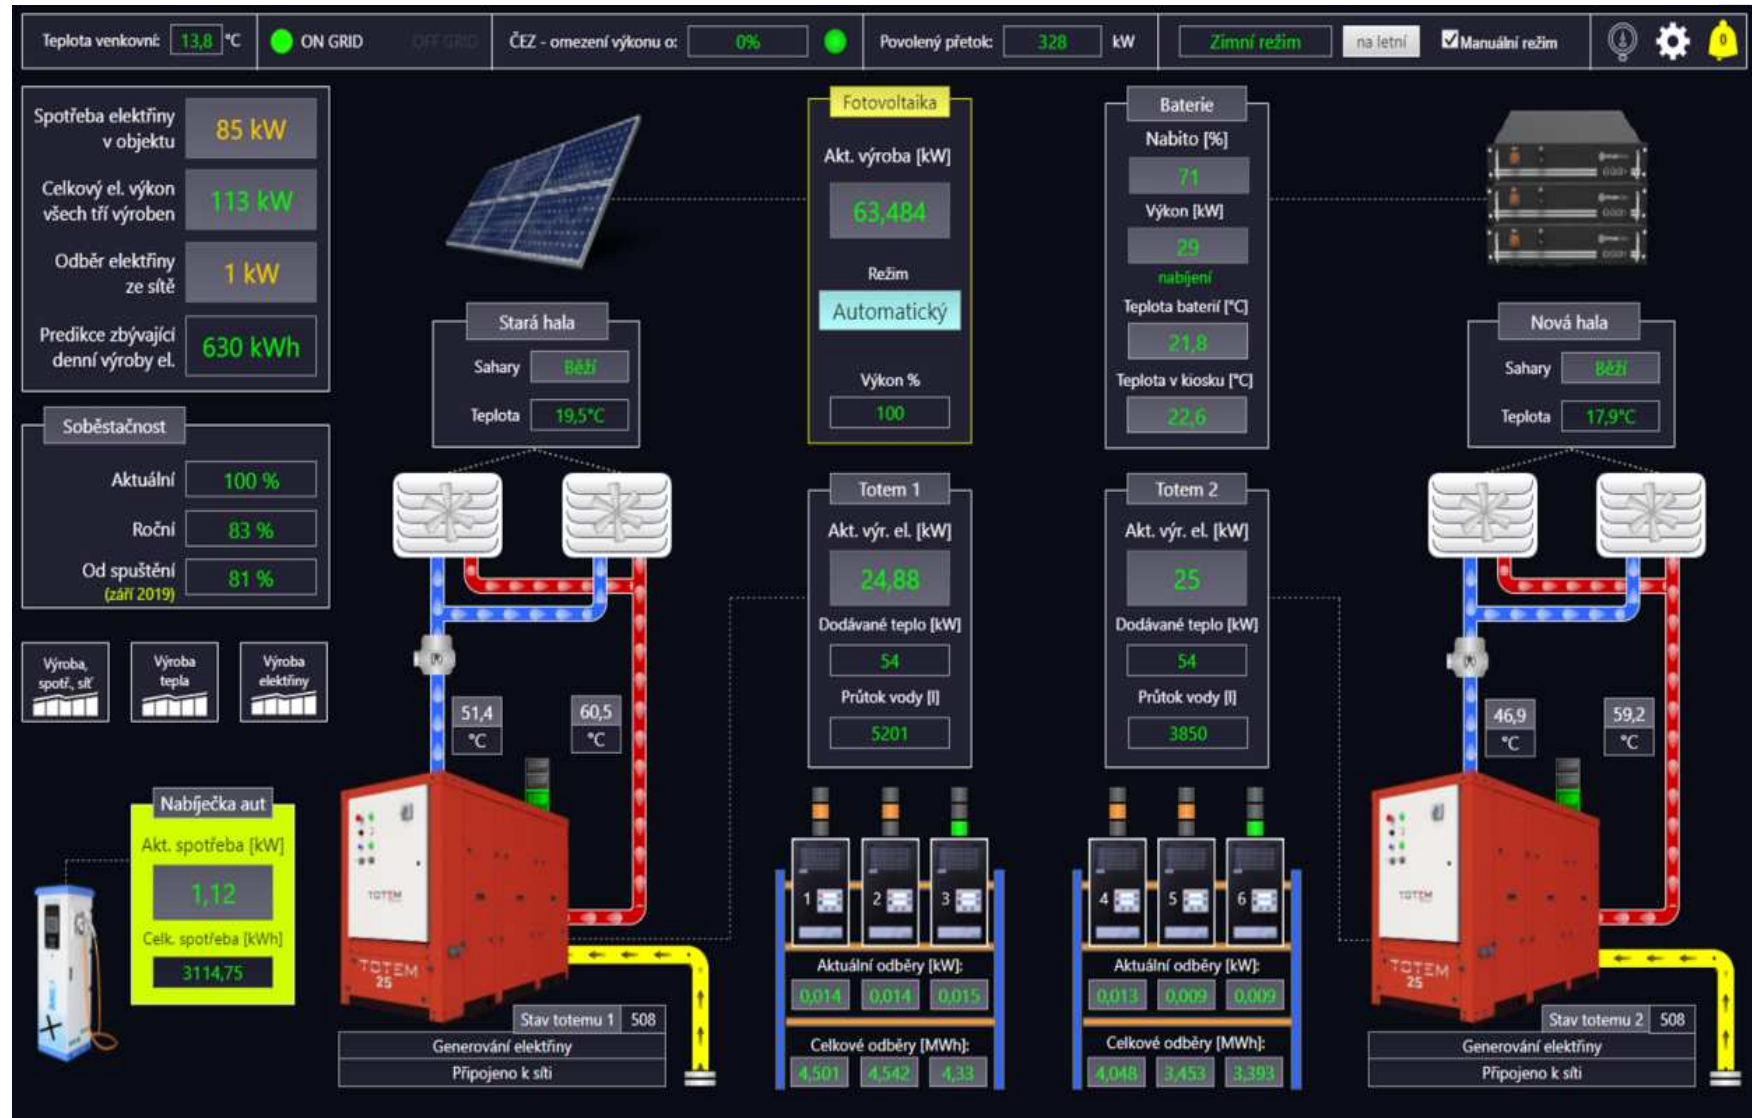 Teplota venkovní: 13,8 °C
ON GRID
OFF GRID
ČEZ - omezení výkonu o: 0%
Povolený přetok: 328 kW
Zimní režim
na letní
Manuální režim
0
Spotřeba elektřiny
v objektu
85 kW
Celkový el. výkon
všech tří výroben
113 kW
Odběr elektřiny
ze sítě
1 kW
Predikce zbývající
denní výroby el.
630 kWh
Soběstačnost
Aktuální 100 %
Roční 83 %
Od spuštění
(září 2019)
81 %
Výroba,
spotř., síť
Výroba
tepla
Výroba
elektřiny
Nabíječka aut
Akt. spotřeba [kW]
1,12
Celk. spotřeba [kWh]
3114,75
Stará hala
Sahary Běží
Teplota 19,5°C
51,4
°C
60,5
°C
TOTEM
TOTEM
25
Stav totemu 1 508
Generování elektřiny
Připojeno k síti
Fotovoltaika
Akt. výroba [kW]
63,484
Režim
Automatický
Výkon %
100
Baterie
Nabito [%]
71
Výkon [kW]
29
nabíjení
Teplota baterií [°C]
21,8
Teplota v kiosku [°C]
22,6
Totem 1
Akt. výr. el. [kW]
24,88
Dodávané teplo [kW]
54
Průtok vody [l]
5201
Totem 2
Akt. výr. el. [kW]
25
Dodávané teplo [kW]
54
Průtok vody [l]
3850
1 2 3
Aktuální odběry [kW]:
0,014 0,014 0,015
Celkové odběry [MWh]:
4,501 4,542 4,33
4 5 6
Aktuální odběry [kW]:
0,013 0,009 0,009
Celkové odběry [MWh]:
4,048 3,453 3,393
Nová hala
Sahary Běží
Teplota 17,9°C
46,9
°C
59,2
°C
TOTEM
TOTEM
25
Stav totemu 2 508
Generování elektřiny
Připojeno k síti